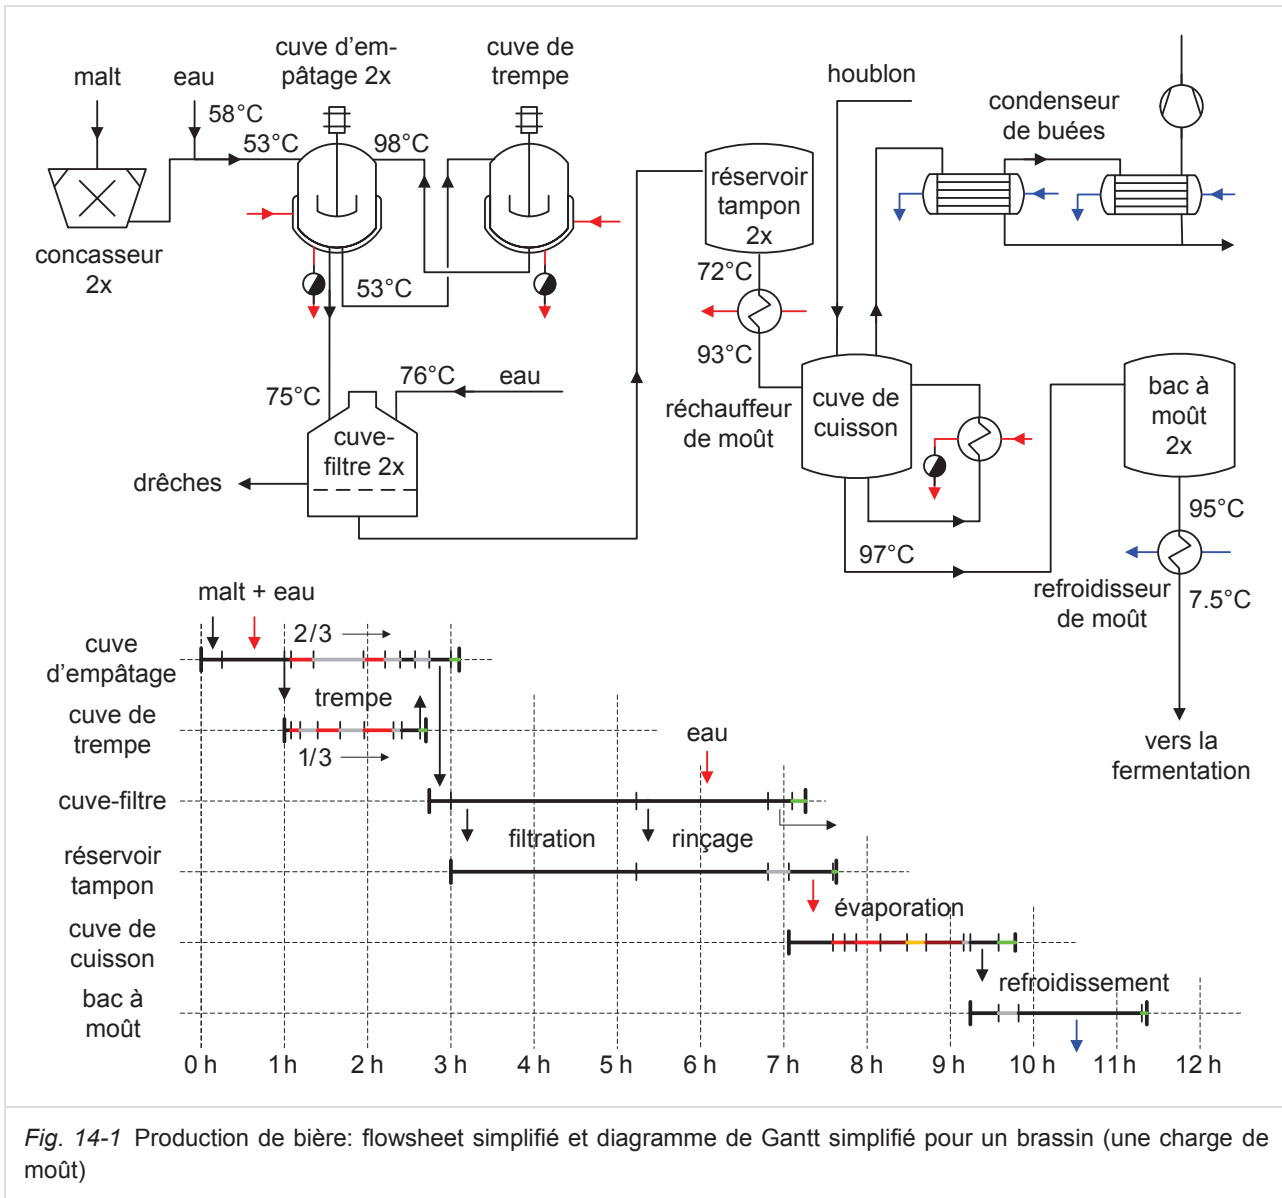 malt
eau
cuve d'em-
pâtage 2x
cuve de
trempe
houblon
condenseur
de buées
58°C
53°C
98°C
réservoir
tampon
2x
concasseur
2x
53°C
72°C
93°C
75°C
76°C
eau
réchauffeur
de moût
cuve de
cuisson
bac à
moût
2x
cuve-
filtre 2x
drêches
95°C
97°C
refroidisseur
de moût
7.5°C
vers la
fermentation
malt + eau
cuve
d'empâtage
2/3
cuve de
trempe
trempe
1/3
eau
cuve-filtre
filtration
rinçage
réservoir
tampon
évaporation
cuve de
cuisson
refroidissement
bac à
moût
0 h 1 h 2 h 3 h 4 h 5 h 6 h 7 h 8 h 9 h 10 h 11 h 12 h
Fig. 14-1 Production de bière: flowsheet simplifié et diagramme de Gantt simplifié pour un brassin (une charge de
moût)